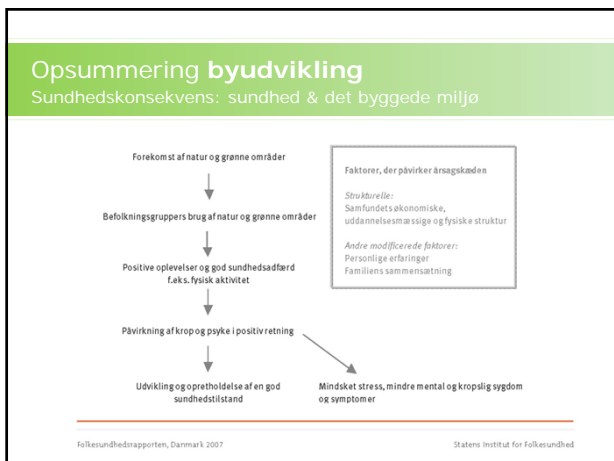 Opsummering byudvikling
Sundhedskonsekvens: sundhed & det byggede miljø
Forekomst af natur og grønne områder
Befolkningsgruppers brug af natur og grønne områder
Positive oplevelser og god sundhedsadfærd
f.eks. fysisk aktivitet
Påvirkning af krop og psyke i positiv retning
Udvikling og opretholdelse af en god
sundhedstilstand
Mindsket stress, mindre mental og kropslig sygdom
og symptomer
Faktorer, der påvirker årsagskæden
Strukturelle:
Samfundets økonomiske,
uddannelsesmæssige og fysiske struktur
Andre modificerede faktorer:
Personlige erfaringer
Familiens sammensætning
Folkesundhedsrapporten, Danmark 2007
Statens Institut for Folkesundhed